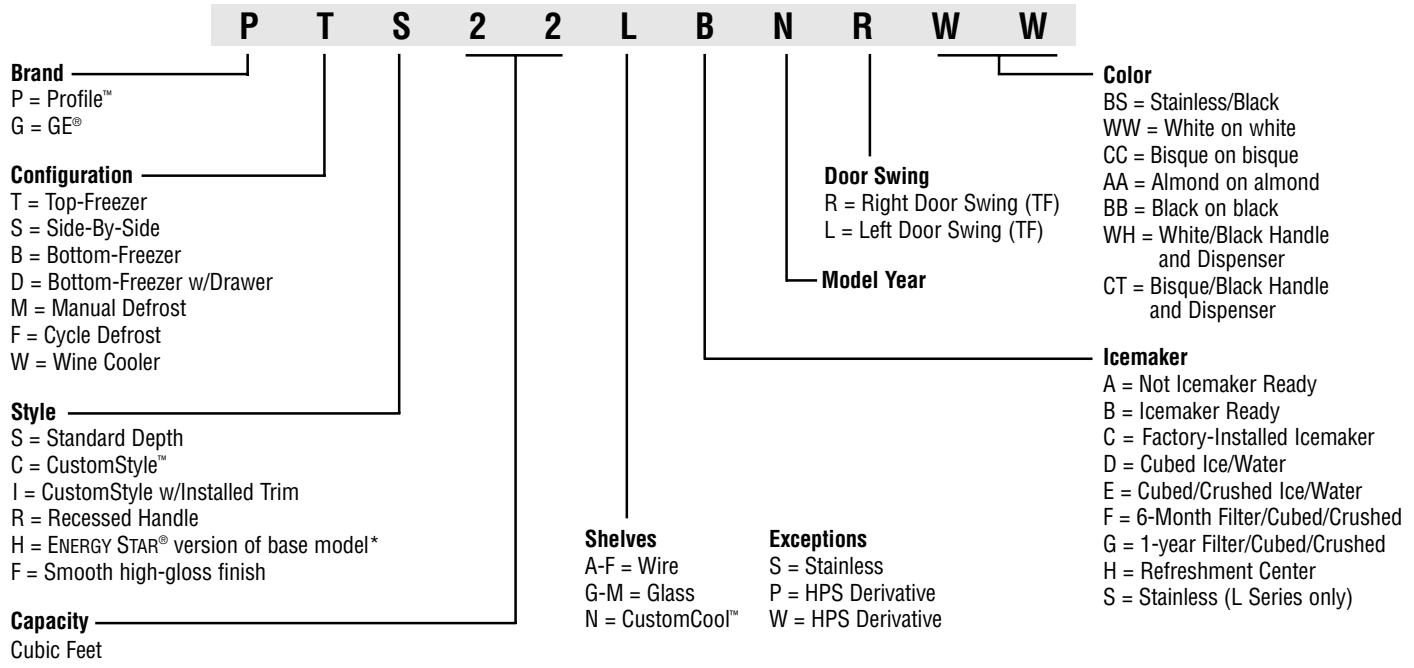 P T S 2 2 L B N R W W
Brand
P = Profile™
G = GE®
Configuration
T = Top-Freezer
S = Side-By-Side
B = Bottom-Freezer
D = Bottom-Freezer w/Drawer
M = Manual Defrost
F = Cycle Defrost
W = Wine Cooler
Style
S = Standard Depth
C = CustomStyle™
I = CustomStyle w/Installed Trim
R = Recessed Handle
H = ENERGY STAR® version of base model*
F = Smooth high-gloss finish
Capacity
Cubic Feet
Shelves
A-F = Wire
G-M = Glass
N = CustomCool™
Exceptions
S = Stainless
P = HPS Derivative
W = HPS Derivative
Door Swing
R = Right Door Swing (TF)
L = Left Door Swing (TF)
Model Year
Color
BS = Stainless/Black
WW = White on white
CC = Bisque on bisque
AA = Almond on almond
BB = Black on black
WH = White/Black Handle
and Dispenser
CT = Bisque/Black Handle
and Dispenser
Icemaker
A = Not Icemaker Ready
B = Icemaker Ready
C = Factory-Installed Icemaker
D = Cubed Ice/Water
E = Cubed/Crushed Ice/Water
F = 6-Month Filter/Cubed/Crushed
G = 1-year Filter/Cubed/Crushed
H = Refreshment Center
S = Stainless (L Series only)